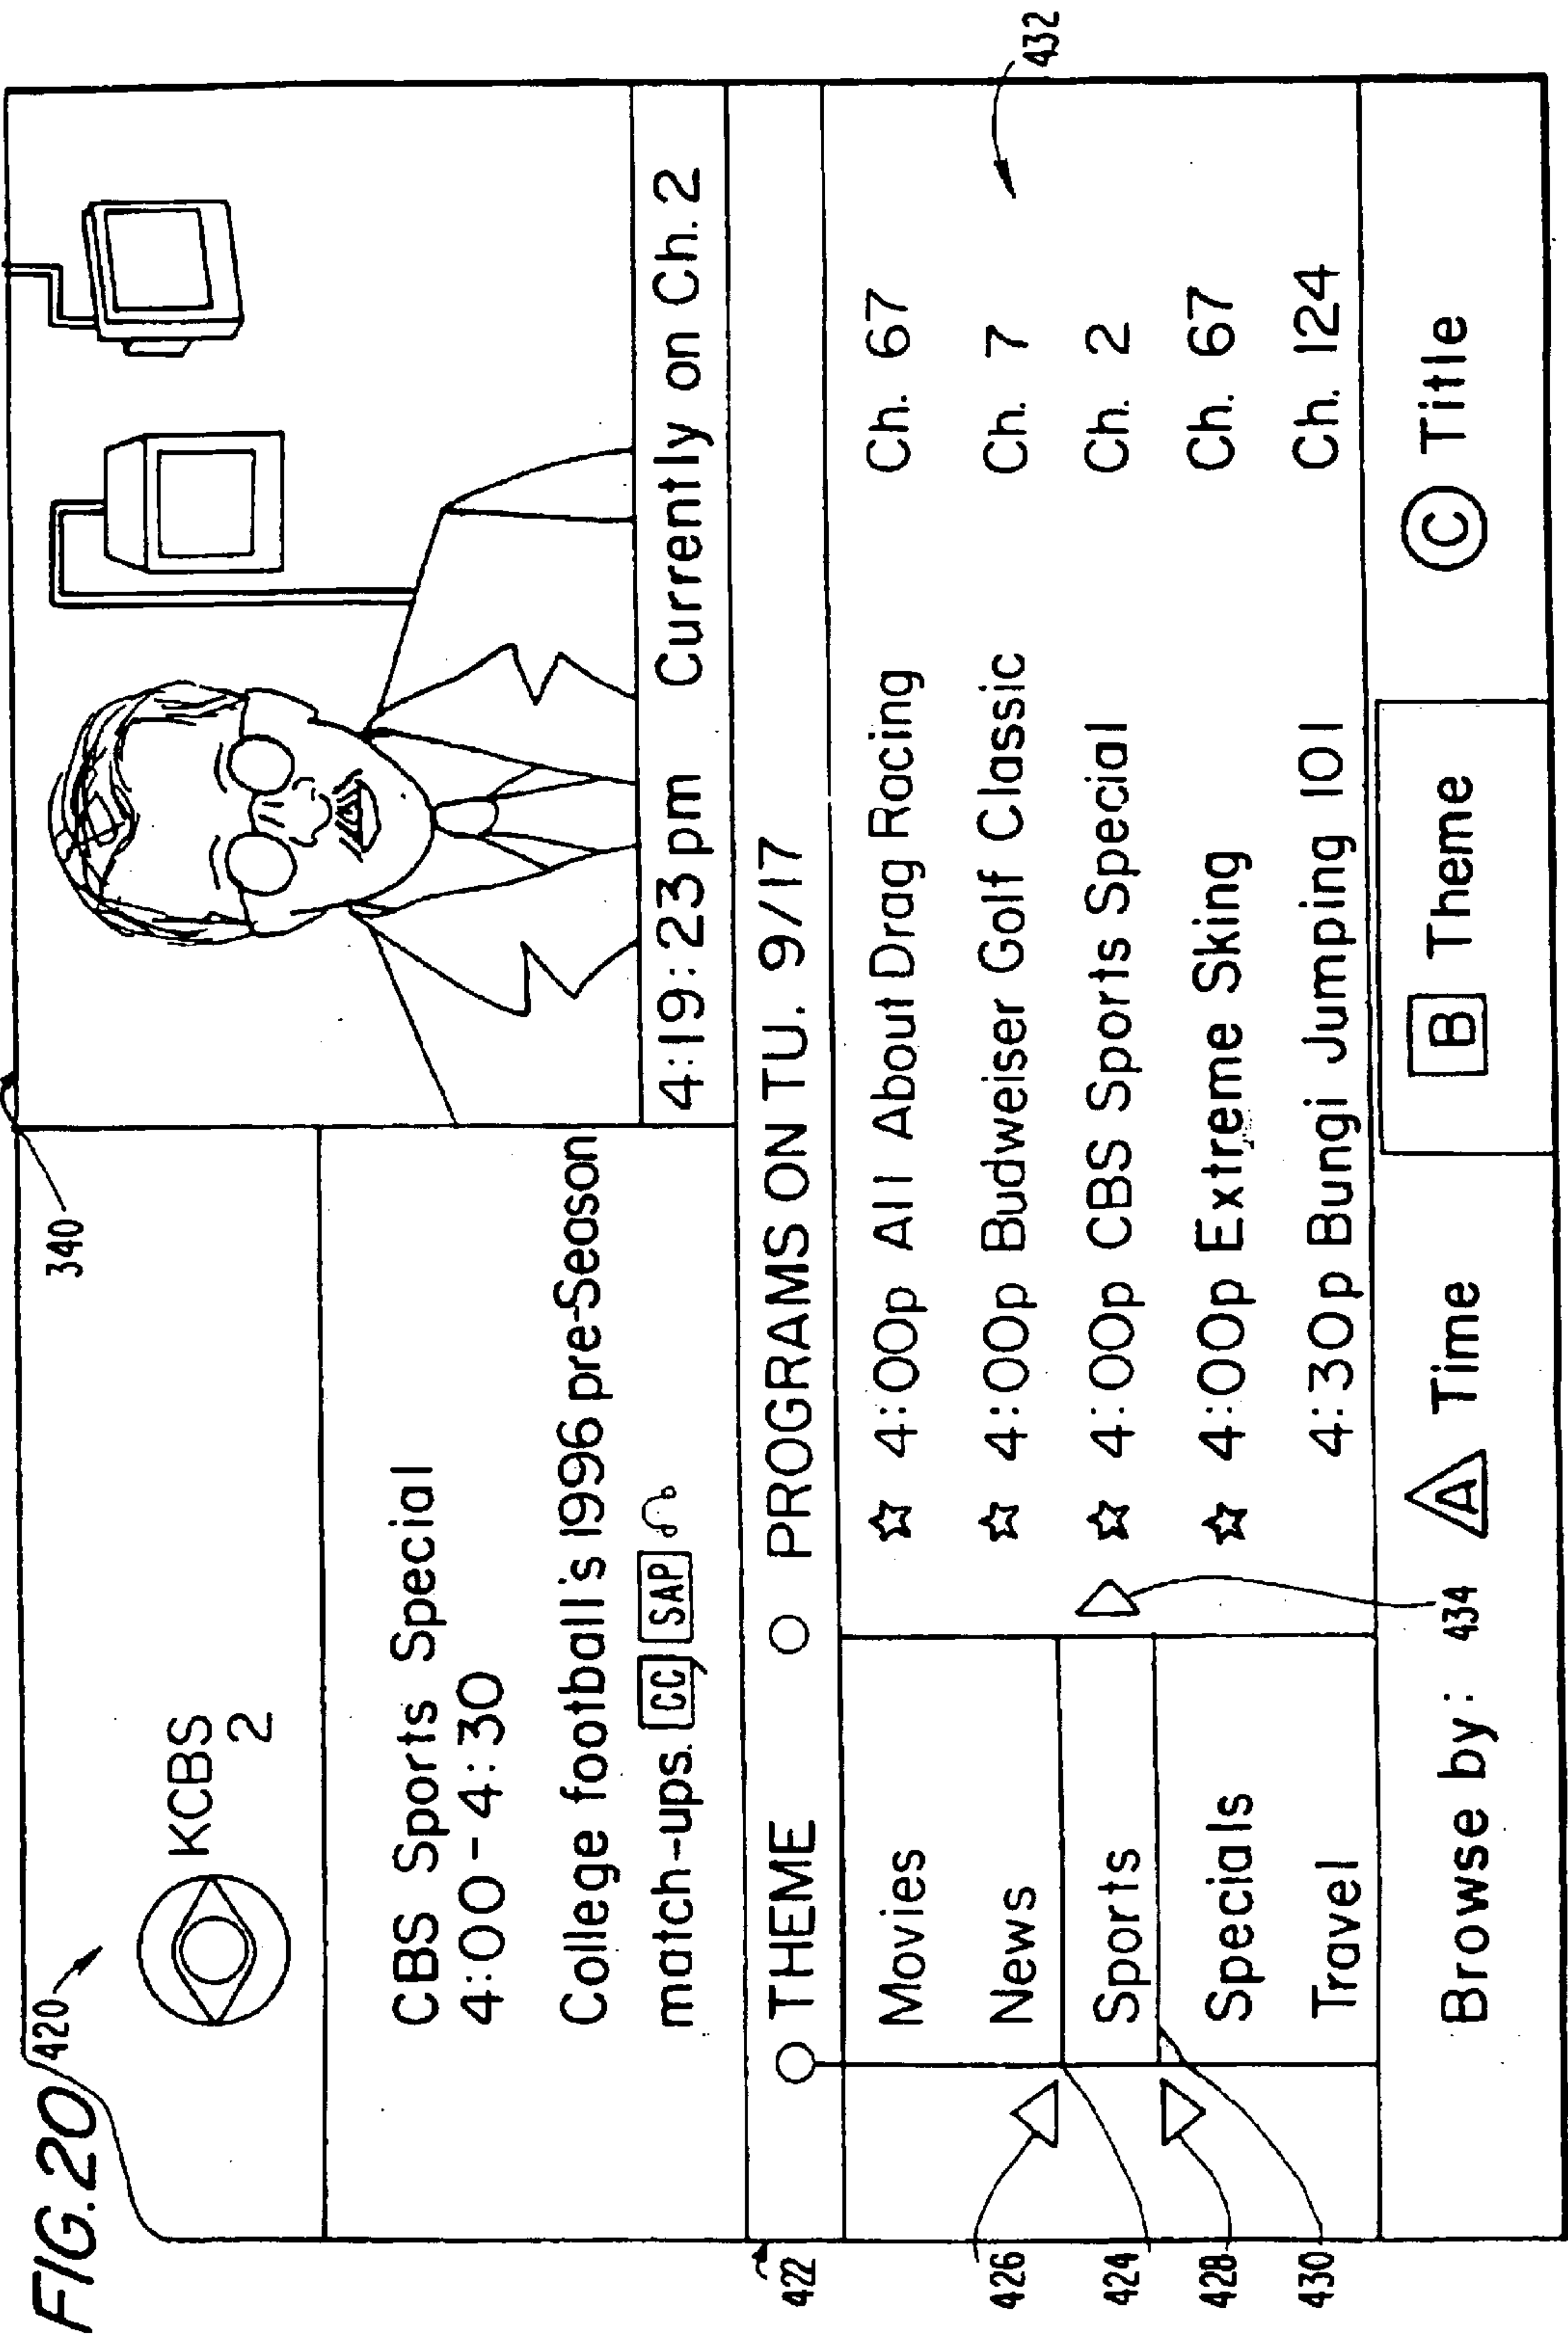 FIG.20
420
340
KCBS
2
CBS Sports Special
4:00-4:30
College football's 1996 pre-Season
match-ups. CC SAP
4:19:23 pm Currently on Ch. 2
422
THEME PROGRAMS ON TU. 9/17
432
Movies
News
Sports
Specials
Travel
☆ 4:00p All About Drag Racing Ch. 67
☆ 4:00p Budweiser Golf Classic Ch. 7
☆ 4:00p CBS Sports Special Ch. 2
☆ 4:00p Extreme Sking Ch. 67
4:30p Bungi Jumping 101 Ch. 124
426
424
428
430
434
Browse by: A Time B Theme C Title